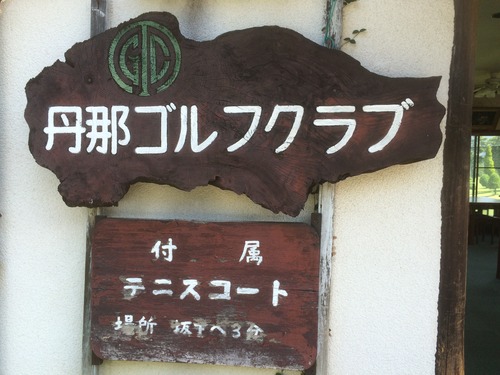 丹那ゴルフクラブ
付属
テニスコート
場所 坂下へ3分